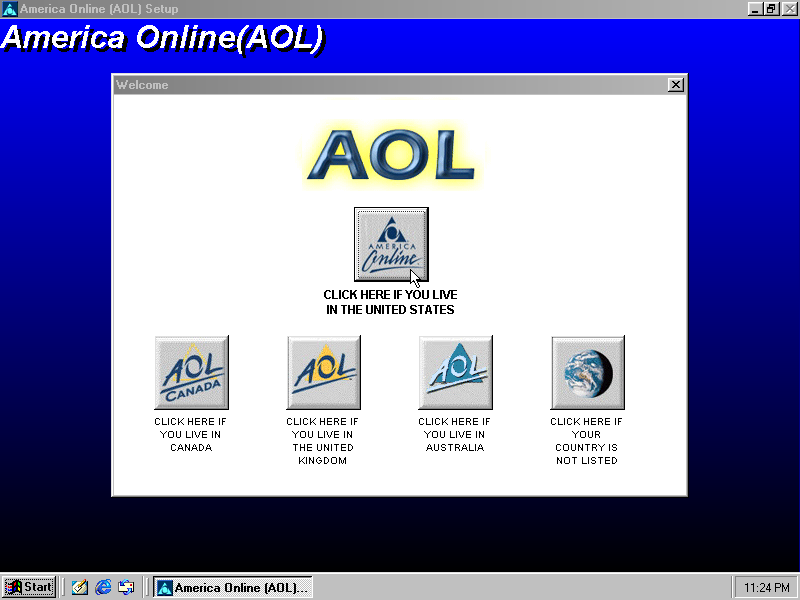 America Online (AOL) Setup
America Online(AOL)
Welcome
AOL
AMERICA
Online
CLICK HERE IF YOU LIVE
IN THE UNITED STATES
AOL
CANADA
AOL
AOL
CLICK HERE IF
YOU LIVE IN
CANADA
CLICK HERE IF
YOU LIVE IN
THE UNITED
KINGDOM
CLICK HERE IF
YOU LIVE IN
AUSTRALIA
CLICK HERE IF
YOUR
COUNTRY IS
NOT LISTED
Start
America Online (AOL)...
11:24 PM